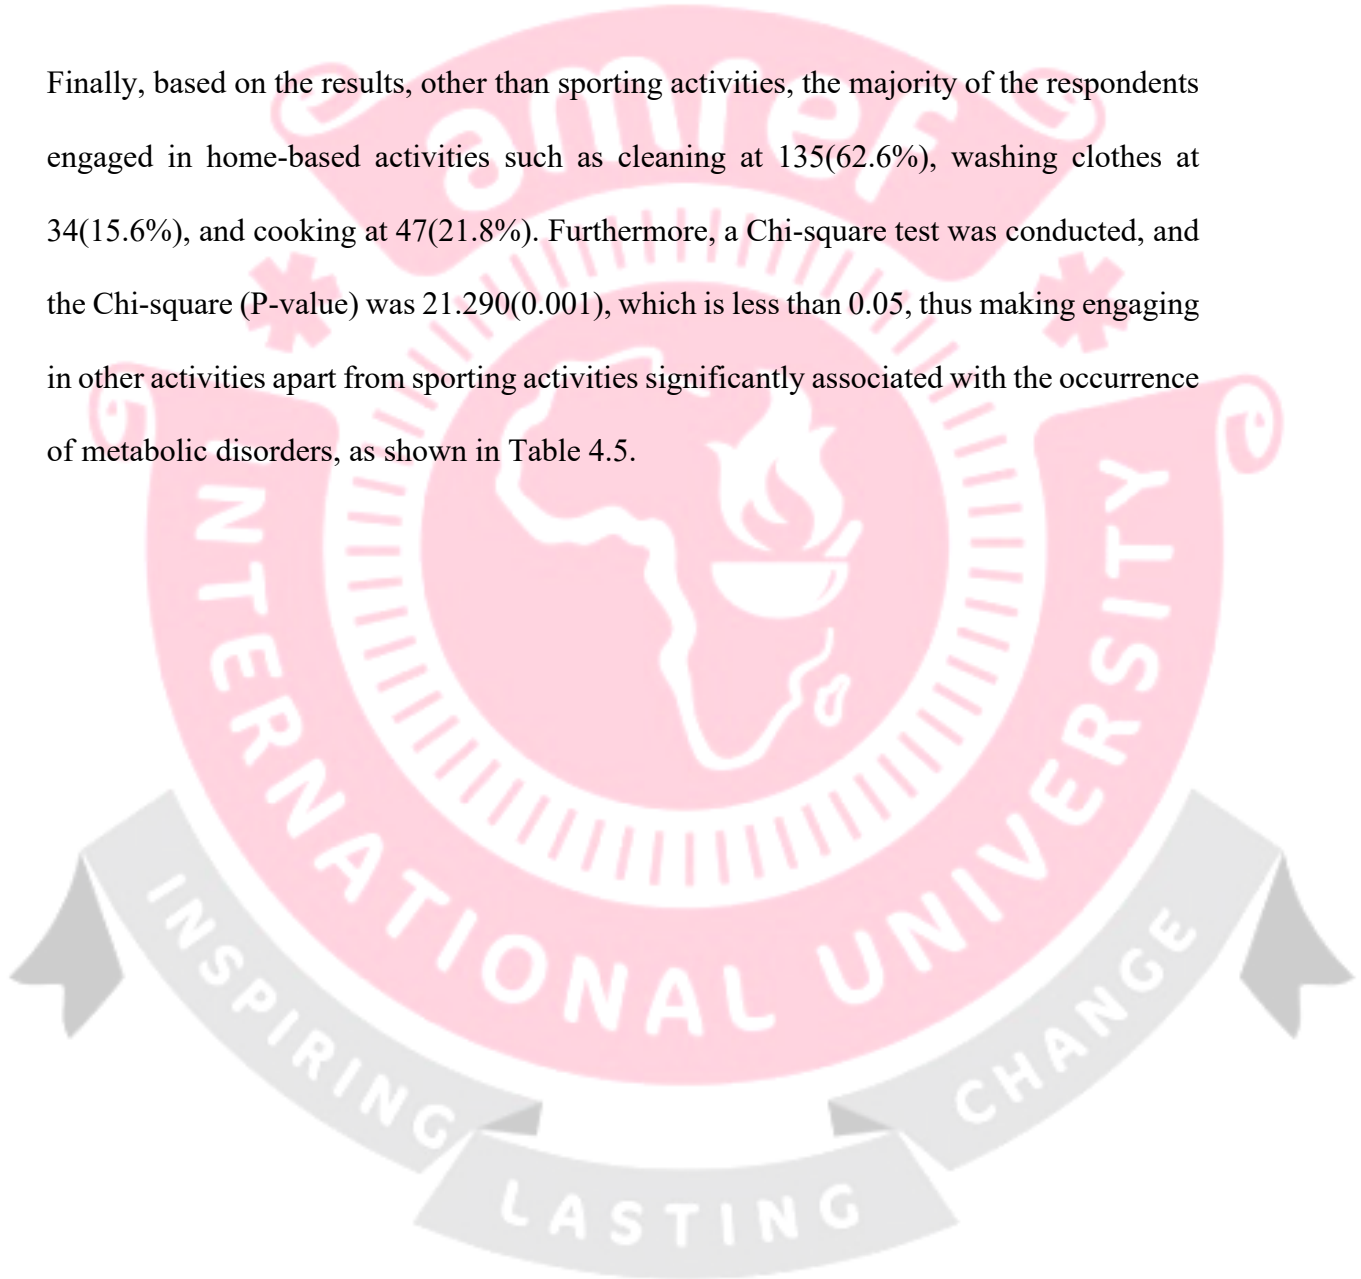 Finally, based on the results, other than sporting activities, the majority of the respondents
engaged in home-based activities such as cleaning at 135(62.6%), washing clothes at
34(15.6%), and cooking at 47(21.8%). Furthermore, a Chi-square test was conducted, and
the Chi-square (P-value) was 21.290(0.001), which is less than 0.05, thus making engaging
in other activities apart from sporting activities significantly associated with the occurrence
of metabolic disorders, as shown in Table 4.5.
amref
INTERNATIONAL UNIVERSITY
INSPIRING
LASTING
CHANGE